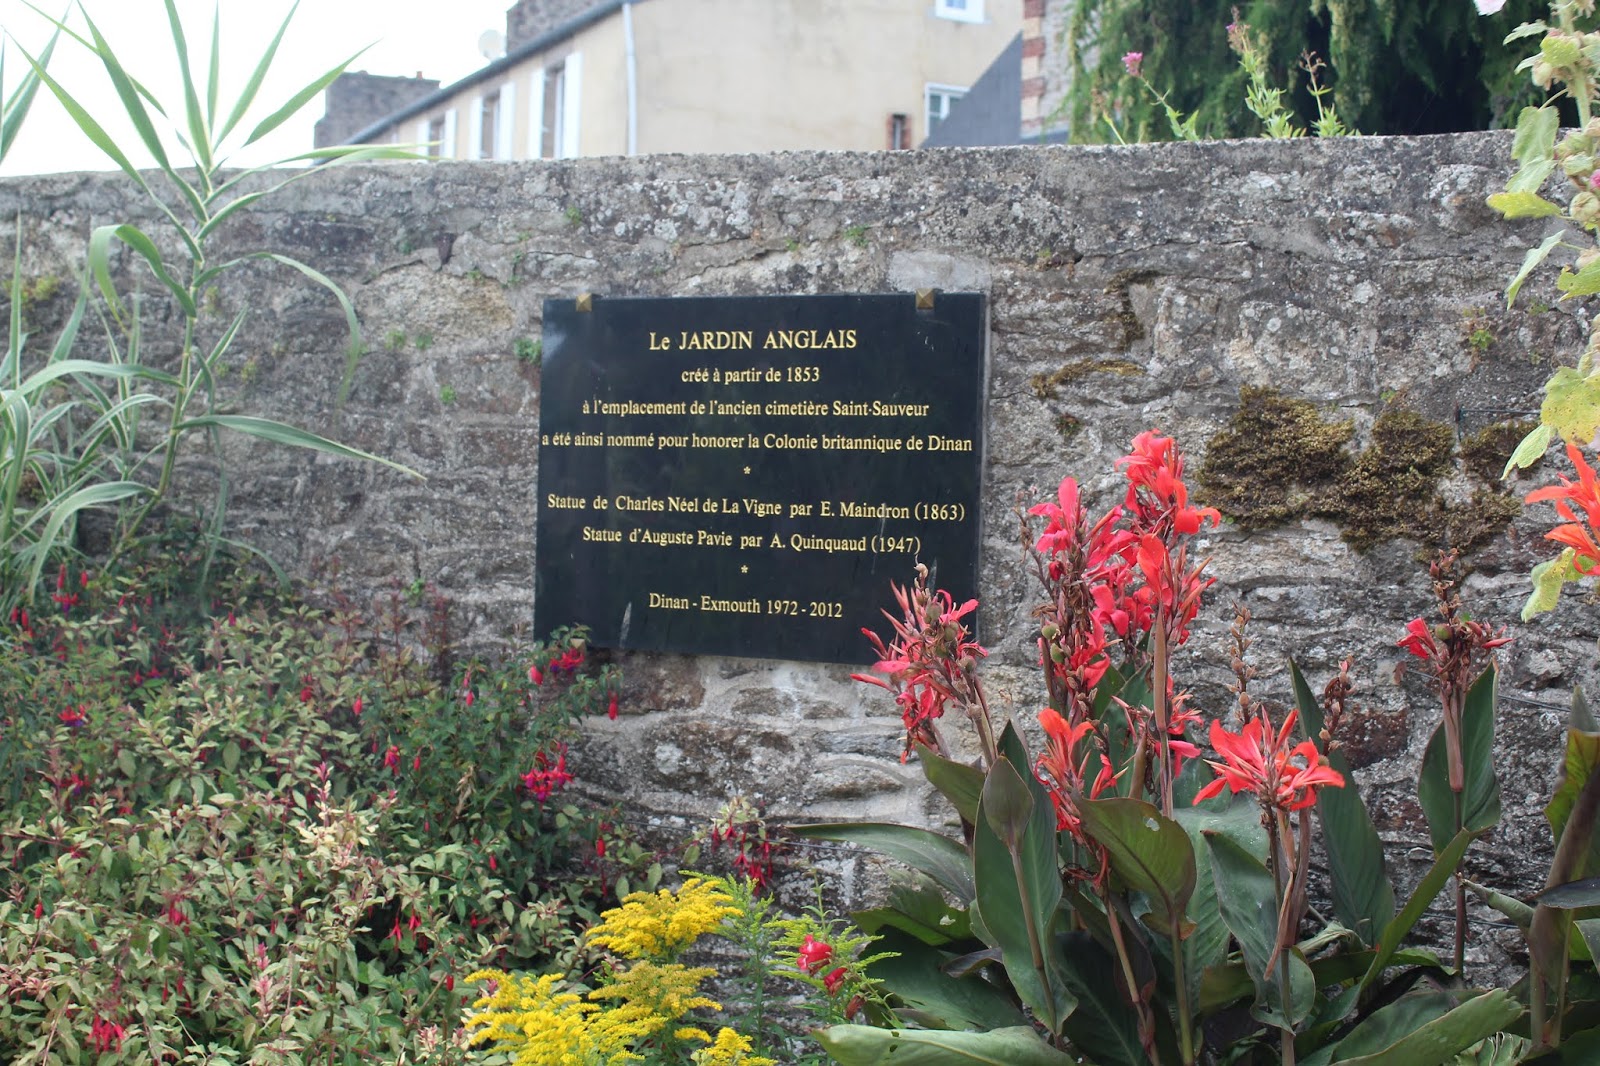 Le JARDIN ANGLAIS
créé à partir de 1853
à l'emplacement de l'ancien cimetière Saint-Sauveur
a été ainsi nommé pour honorer la Colonie britannique de Dinan
*
Statue de Charles Néel de La Vigne par E. Maindron (1863)
Statue d'Auguste Pavie par A. Quinquaud (1947)
*
Dinan - Exmouth 1972 - 2012